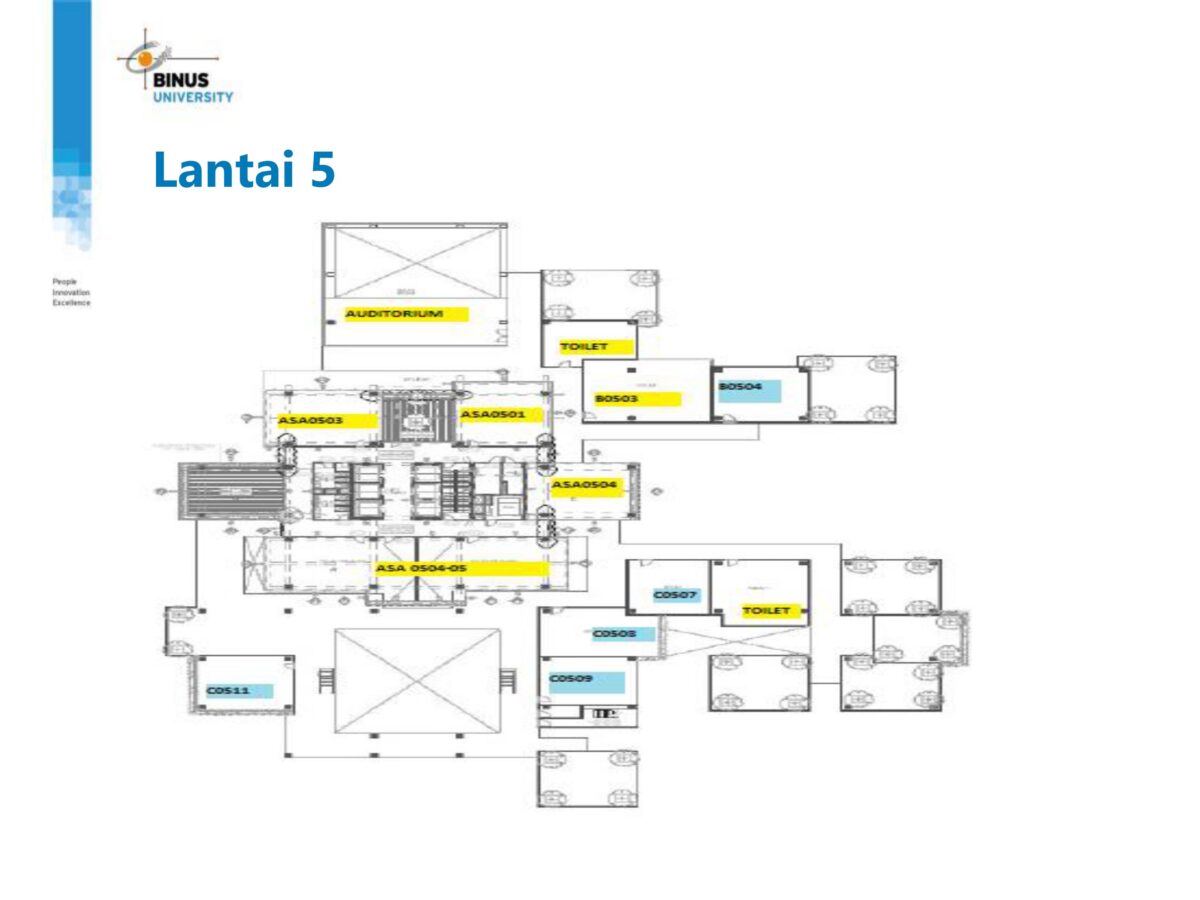 BINUS
UNIVERSITY
Lantai 5
People
Innovation
Excellence
AUDITORIUM
TOILET
B0503
B0504
ASA0503
ASA0501
ASA0504
ASA 0504-05
C0507
TOILET
C0508
C0509
C0511